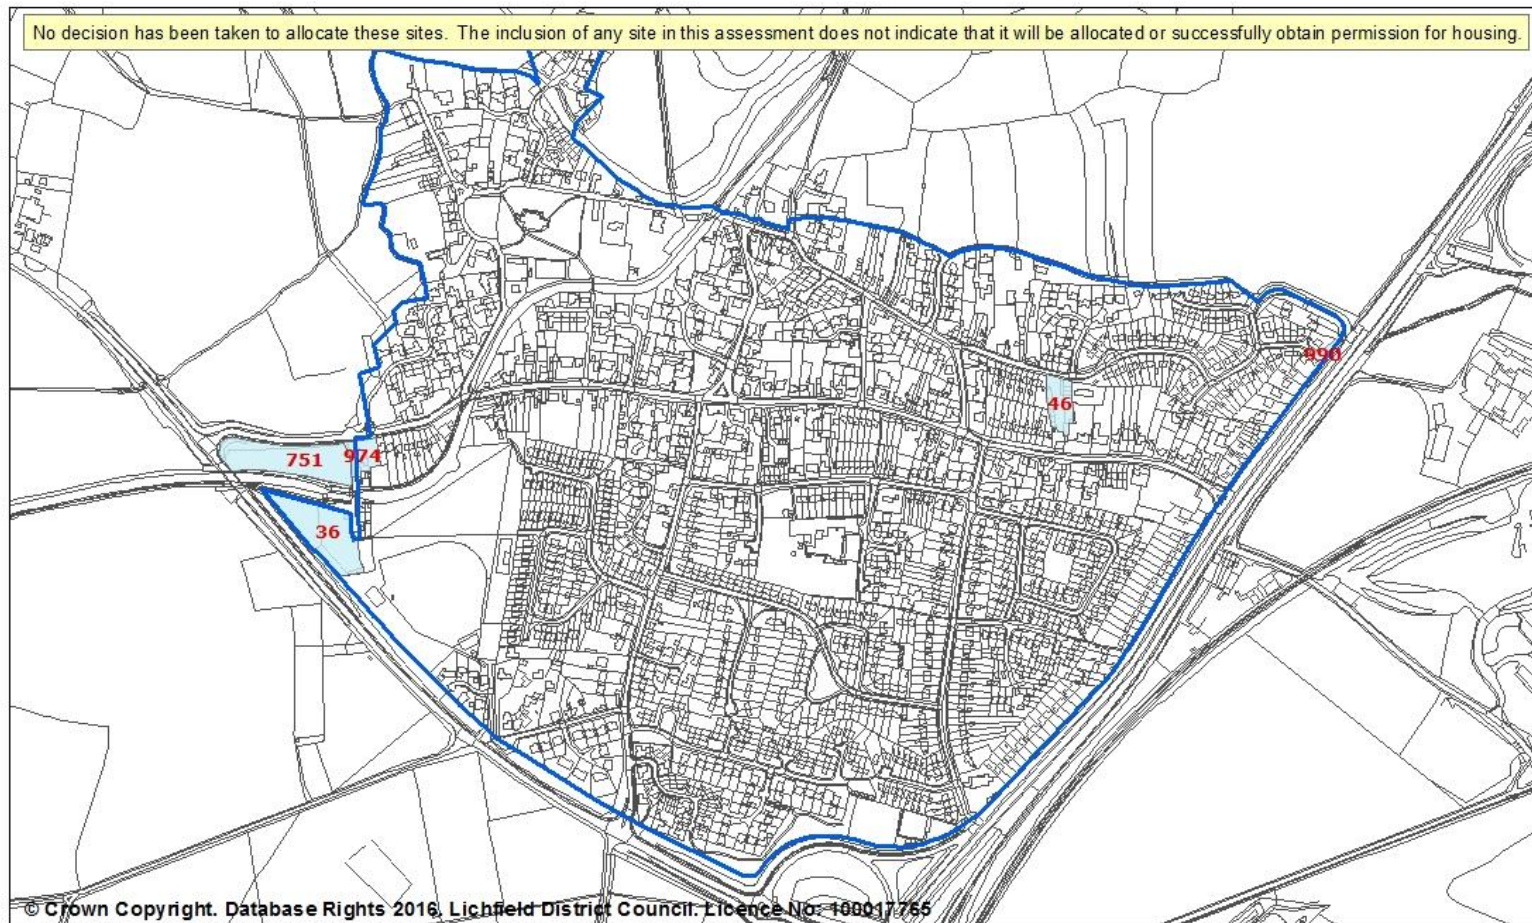 No decision has been taken to allocate these sites. The inclusion of any site in this assessment does not indicate that it will be allocated or successfully obtain permission for housing.
990
46
751
974
36
© Crown Copyright. Database Rights 2016. Lichfield District Council. Licence No: 100017765